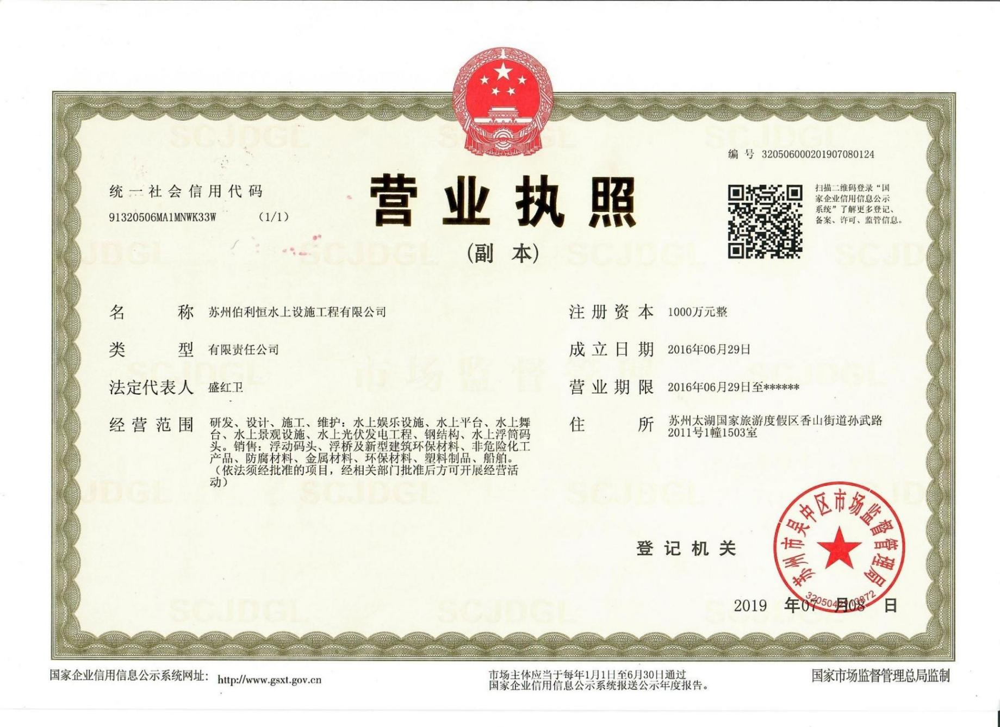 编 号 320506000201907080124
统一社会信用代码
91320506MA1MNWK33W (1/1)
营业执照
(副 本)
扫描二维码登录“国
家企业信用信息公示
系统”了解更多登记、
备案、许可、监管信息。
名 称 苏州伯利恒水上设施工程有限公司
类 型 有限责任公司
法定代表人 盛红卫
经营范围 研发、设计、施工、维护：水上娱乐设施、水上平台、水上舞
台、水上景观设施、水上光伏发电工程、钢结构、水上浮筒码
头。销售：浮动码头、浮桥及新型建筑环保材料、非危险化工
产品、防腐材料、金属材料、环保材料、塑料制品、船舶。
（依法须经批准的项目，经相关部门批准后方可开展经营活
动）
注册资本 1000万元整
成立日期 2016年06月29日
营业期限 2016年06月29日至******
住 所 苏州太湖国家旅游度假区香山街道孙武路
2011号1幢1503室
登记机关
苏州市吴中区市场监督管理局
2019 年07 月08 日
国家企业信用信息公示系统网址： http://www.gsxt.gov.cn
市场主体应当于每年1月1日至6月30日通过
国家企业信用信息公示系统报送公示年度报告。
国家市场监督管理总局监制